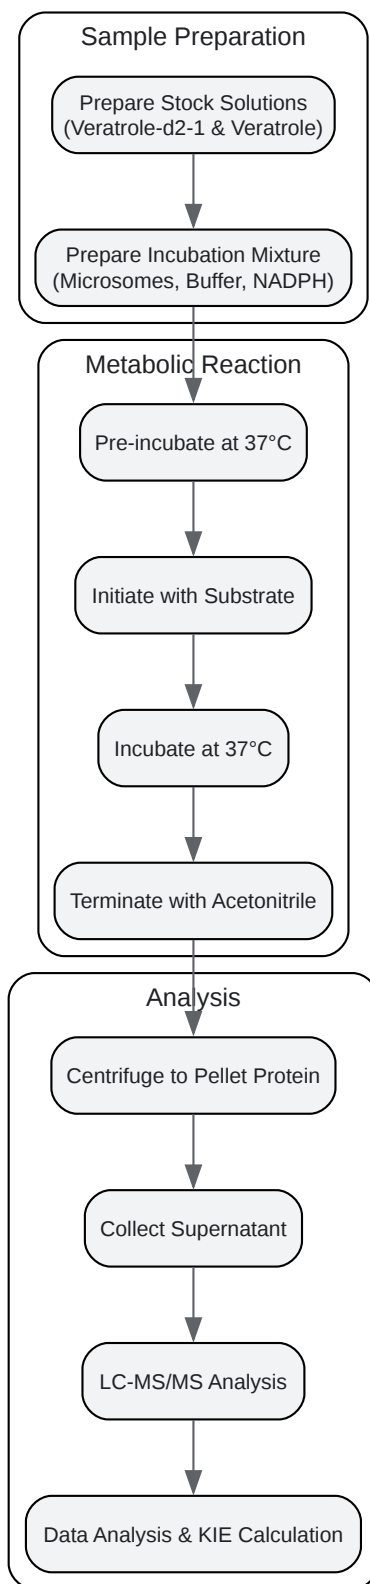 Sample Preparation
Prepare Stock Solutions
(Veratrole-d2-1 & Veratrole)
Prepare Incubation Mixture
(Microsomes, Buffer, NADPH)
Metabolic Reaction
Pre-incubate at 37°C
Initiate with Substrate
Incubate at 37°C
Terminate with Acetonitrile
Analysis
Centrifuge to Pellet Protein
Collect Supernatant
LC-MS/MS Analysis
Data Analysis & KIE Calculation